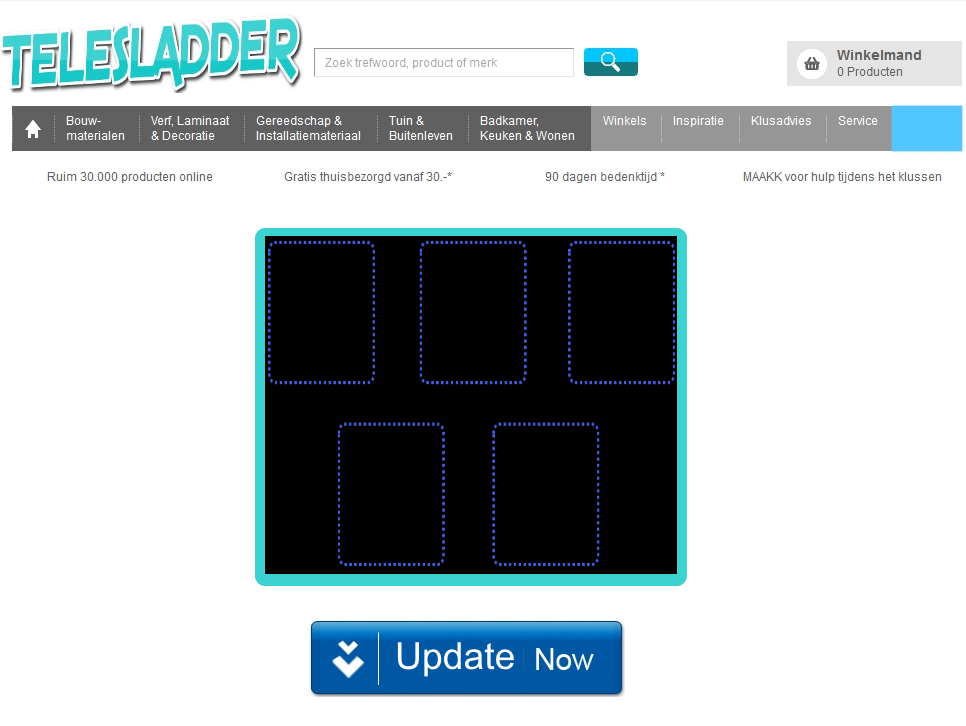 TELESLADDER
Zoek trefwoord, product of merk
Winkelmand
0 Producten
Bouw-
materialen
Verf, Laminaat
& Decoratie
Gereedschap &
Installatiemateriaal
Tuin &
Buitenleven
Badkamer,
Keuken & Wonen
Winkels
Inspiratie
Klusadvies
Service
Ruim 30.000 producten online
Gratis thuisbezorgd vanaf 30.-*
90 dagen bedenktijd *
MAAKK voor hulp tijdens het klussen
Update Now